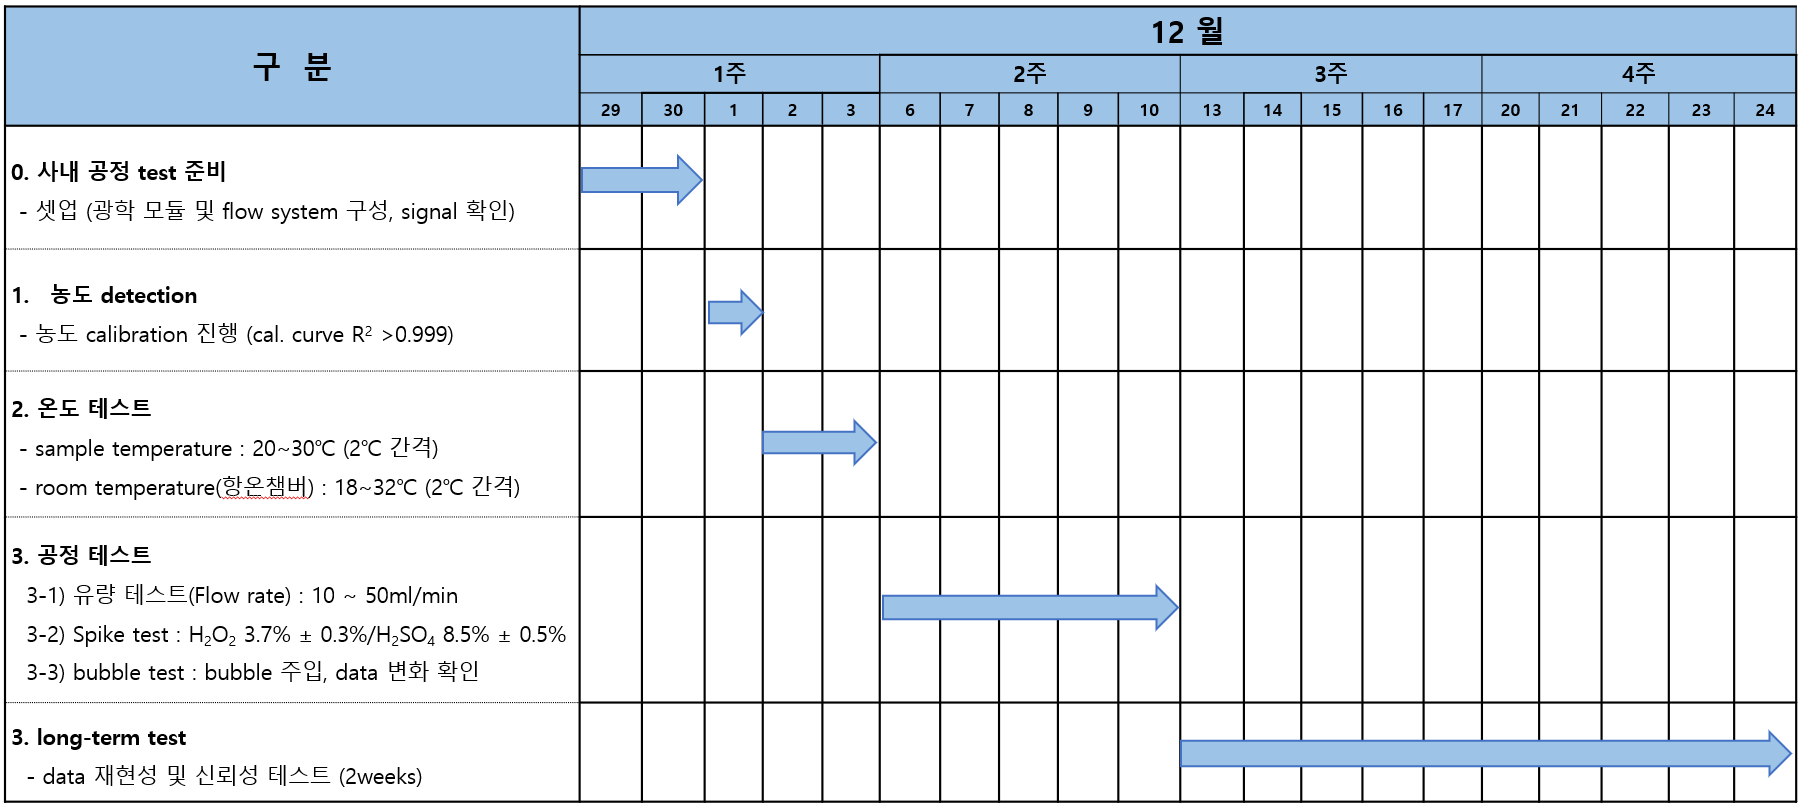 구 분
12 월
1주 2주 3주 4주
29 30 1 2 3 6 7 8 9 10 13 14 15 16 17 20 21 22 23 24
0. 사내 공정 test 준비
- 셋업 (광학 모듈 및 flow system 구성, signal 확인)
1. 농도 detection
- 농도 calibration 진행 (cal. curve R² >0.999)
2. 온도 테스트
- sample temperature : 20~30℃ (2℃ 간격)
- room temperature(항온챔버) : 18~32℃ (2℃ 간격)
3. 공정 테스트
3-1) 유량 테스트(Flow rate) : 10 ~ 50ml/min
3-2) Spike test : H₂O₂ 3.7% ± 0.3%/H₂SO₄ 8.5% ± 0.5%
3-3) bubble test : bubble 주입, data 변화 확인
3. long-term test
- data 재현성 및 신뢰성 테스트 (2weeks)